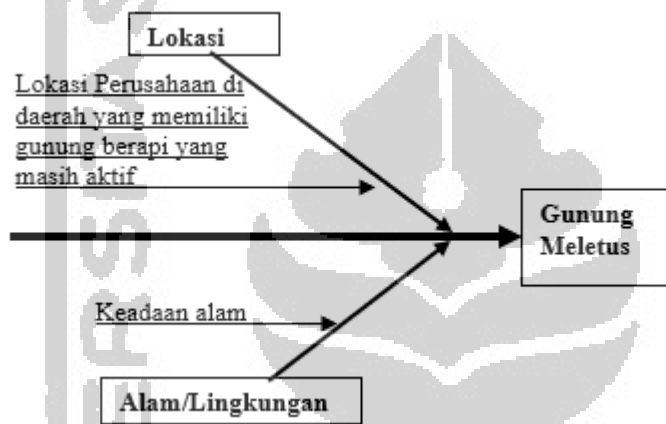 Lokasi
Lokasi Perusahaan di
daerah yang memiliki
gunung berapi yang
masih aktif
Gunung
Meletus
Keadaan alam
Alam/Lingkungan